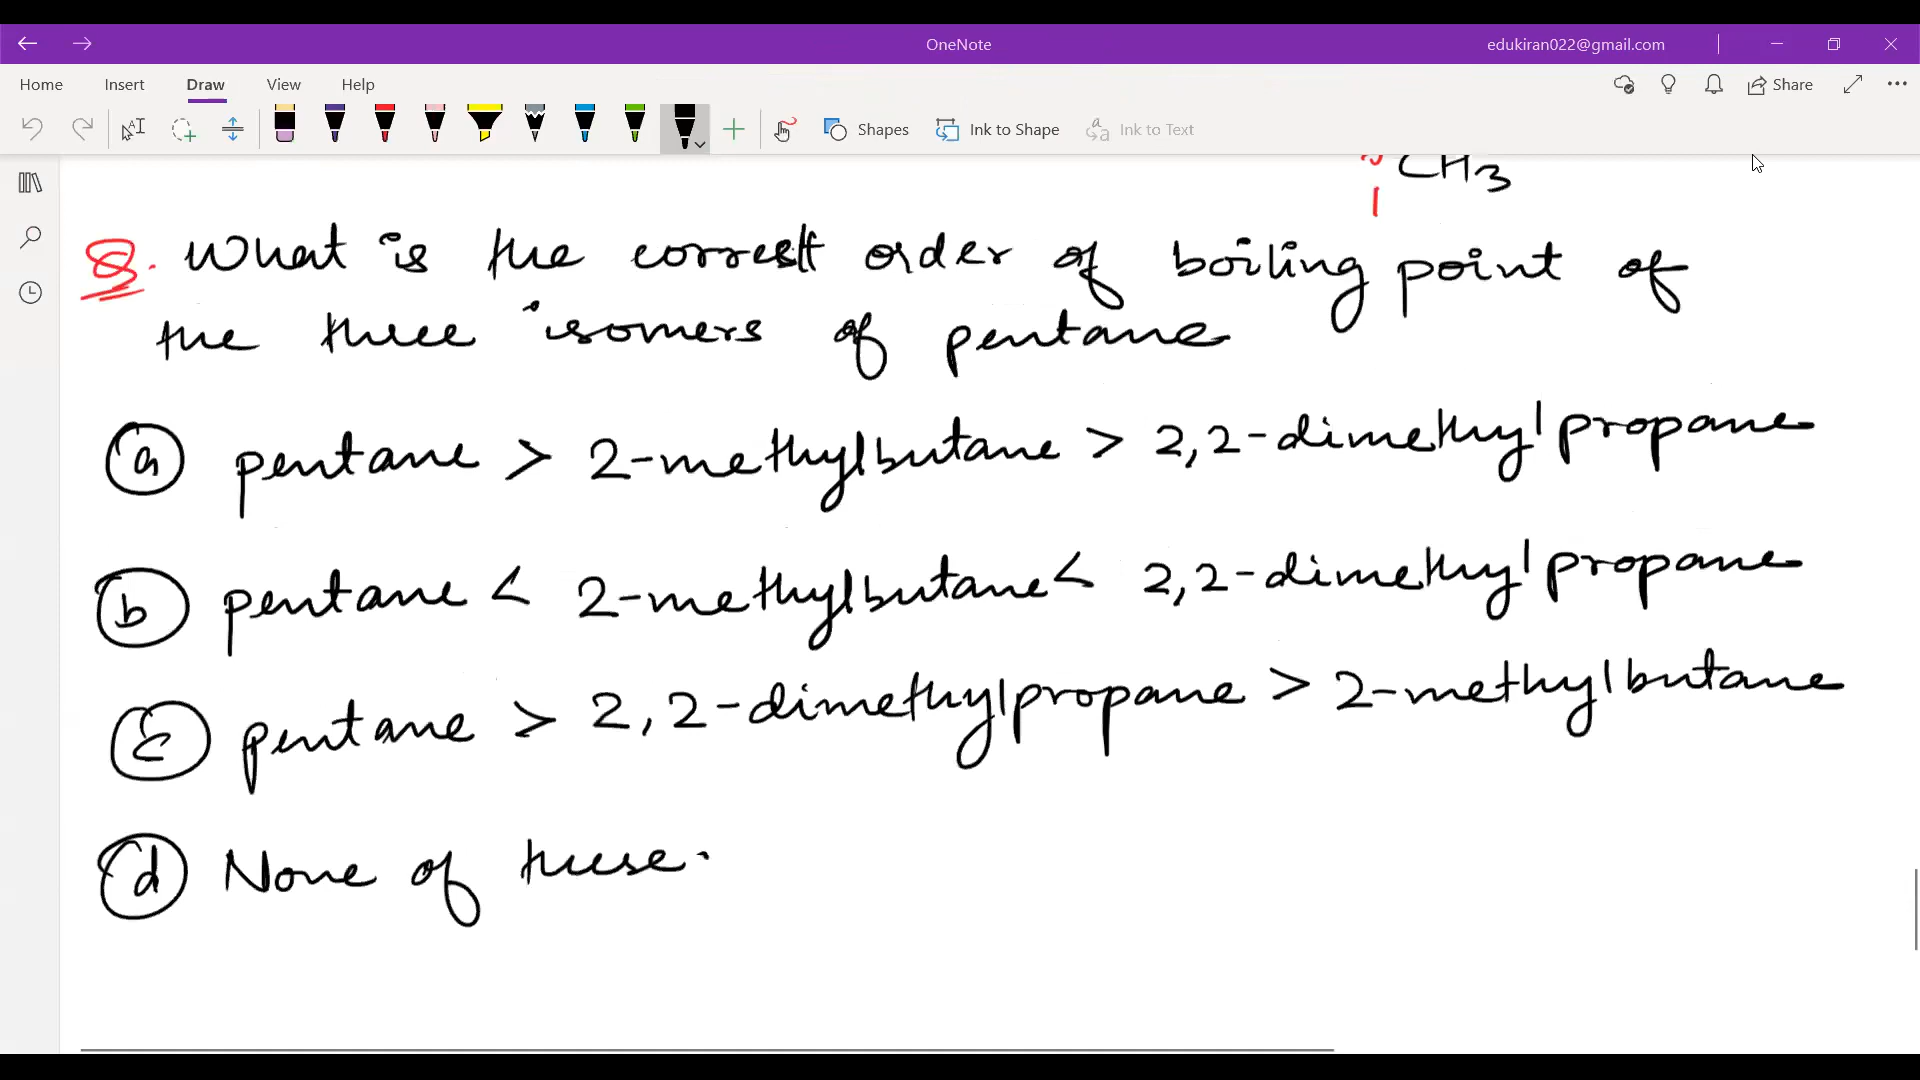 OneNote
edukiran022@gmail.com
Home Insert Draw View Help
Share
Shapes Ink to Shape Ink to Text
CH3
1
Q. What is the correct order of boiling point of
the three isomers of pentane
(a) pentane > 2-methylbutane > 2,2-dimethylpropane
(b) pentane < 2-methylbutane < 2,2-dimethylpropane
(c) pentane > 2,2-dimethylpropane > 2-methylbutane
(d) None of these.